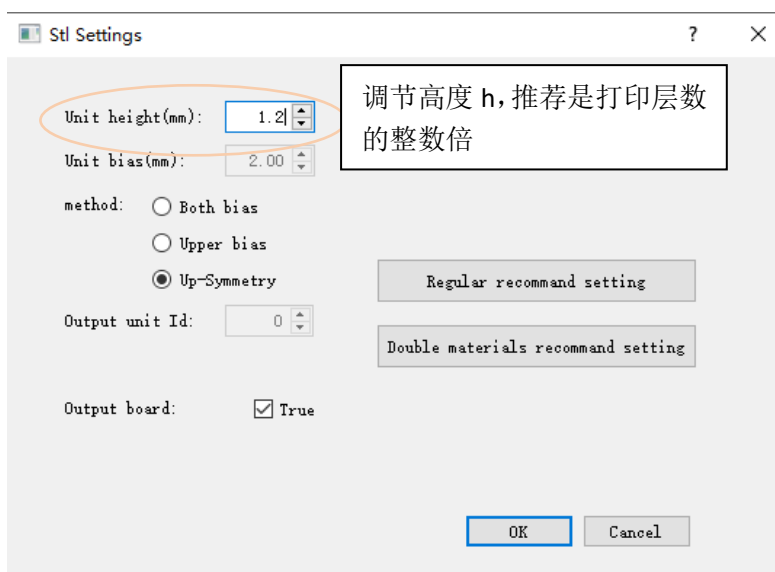 Stl Settings ? ×
调节高度 h,推荐是打印层数
的整数倍
Unit height(mm): 1.2
Unit bias(mm): 2.00
method: Both bias
Upper bias
Up-Symmetry
Regular recommand setting
Output unit Id: 0
Double materials recommand setting
Output board: True
OK Cancel